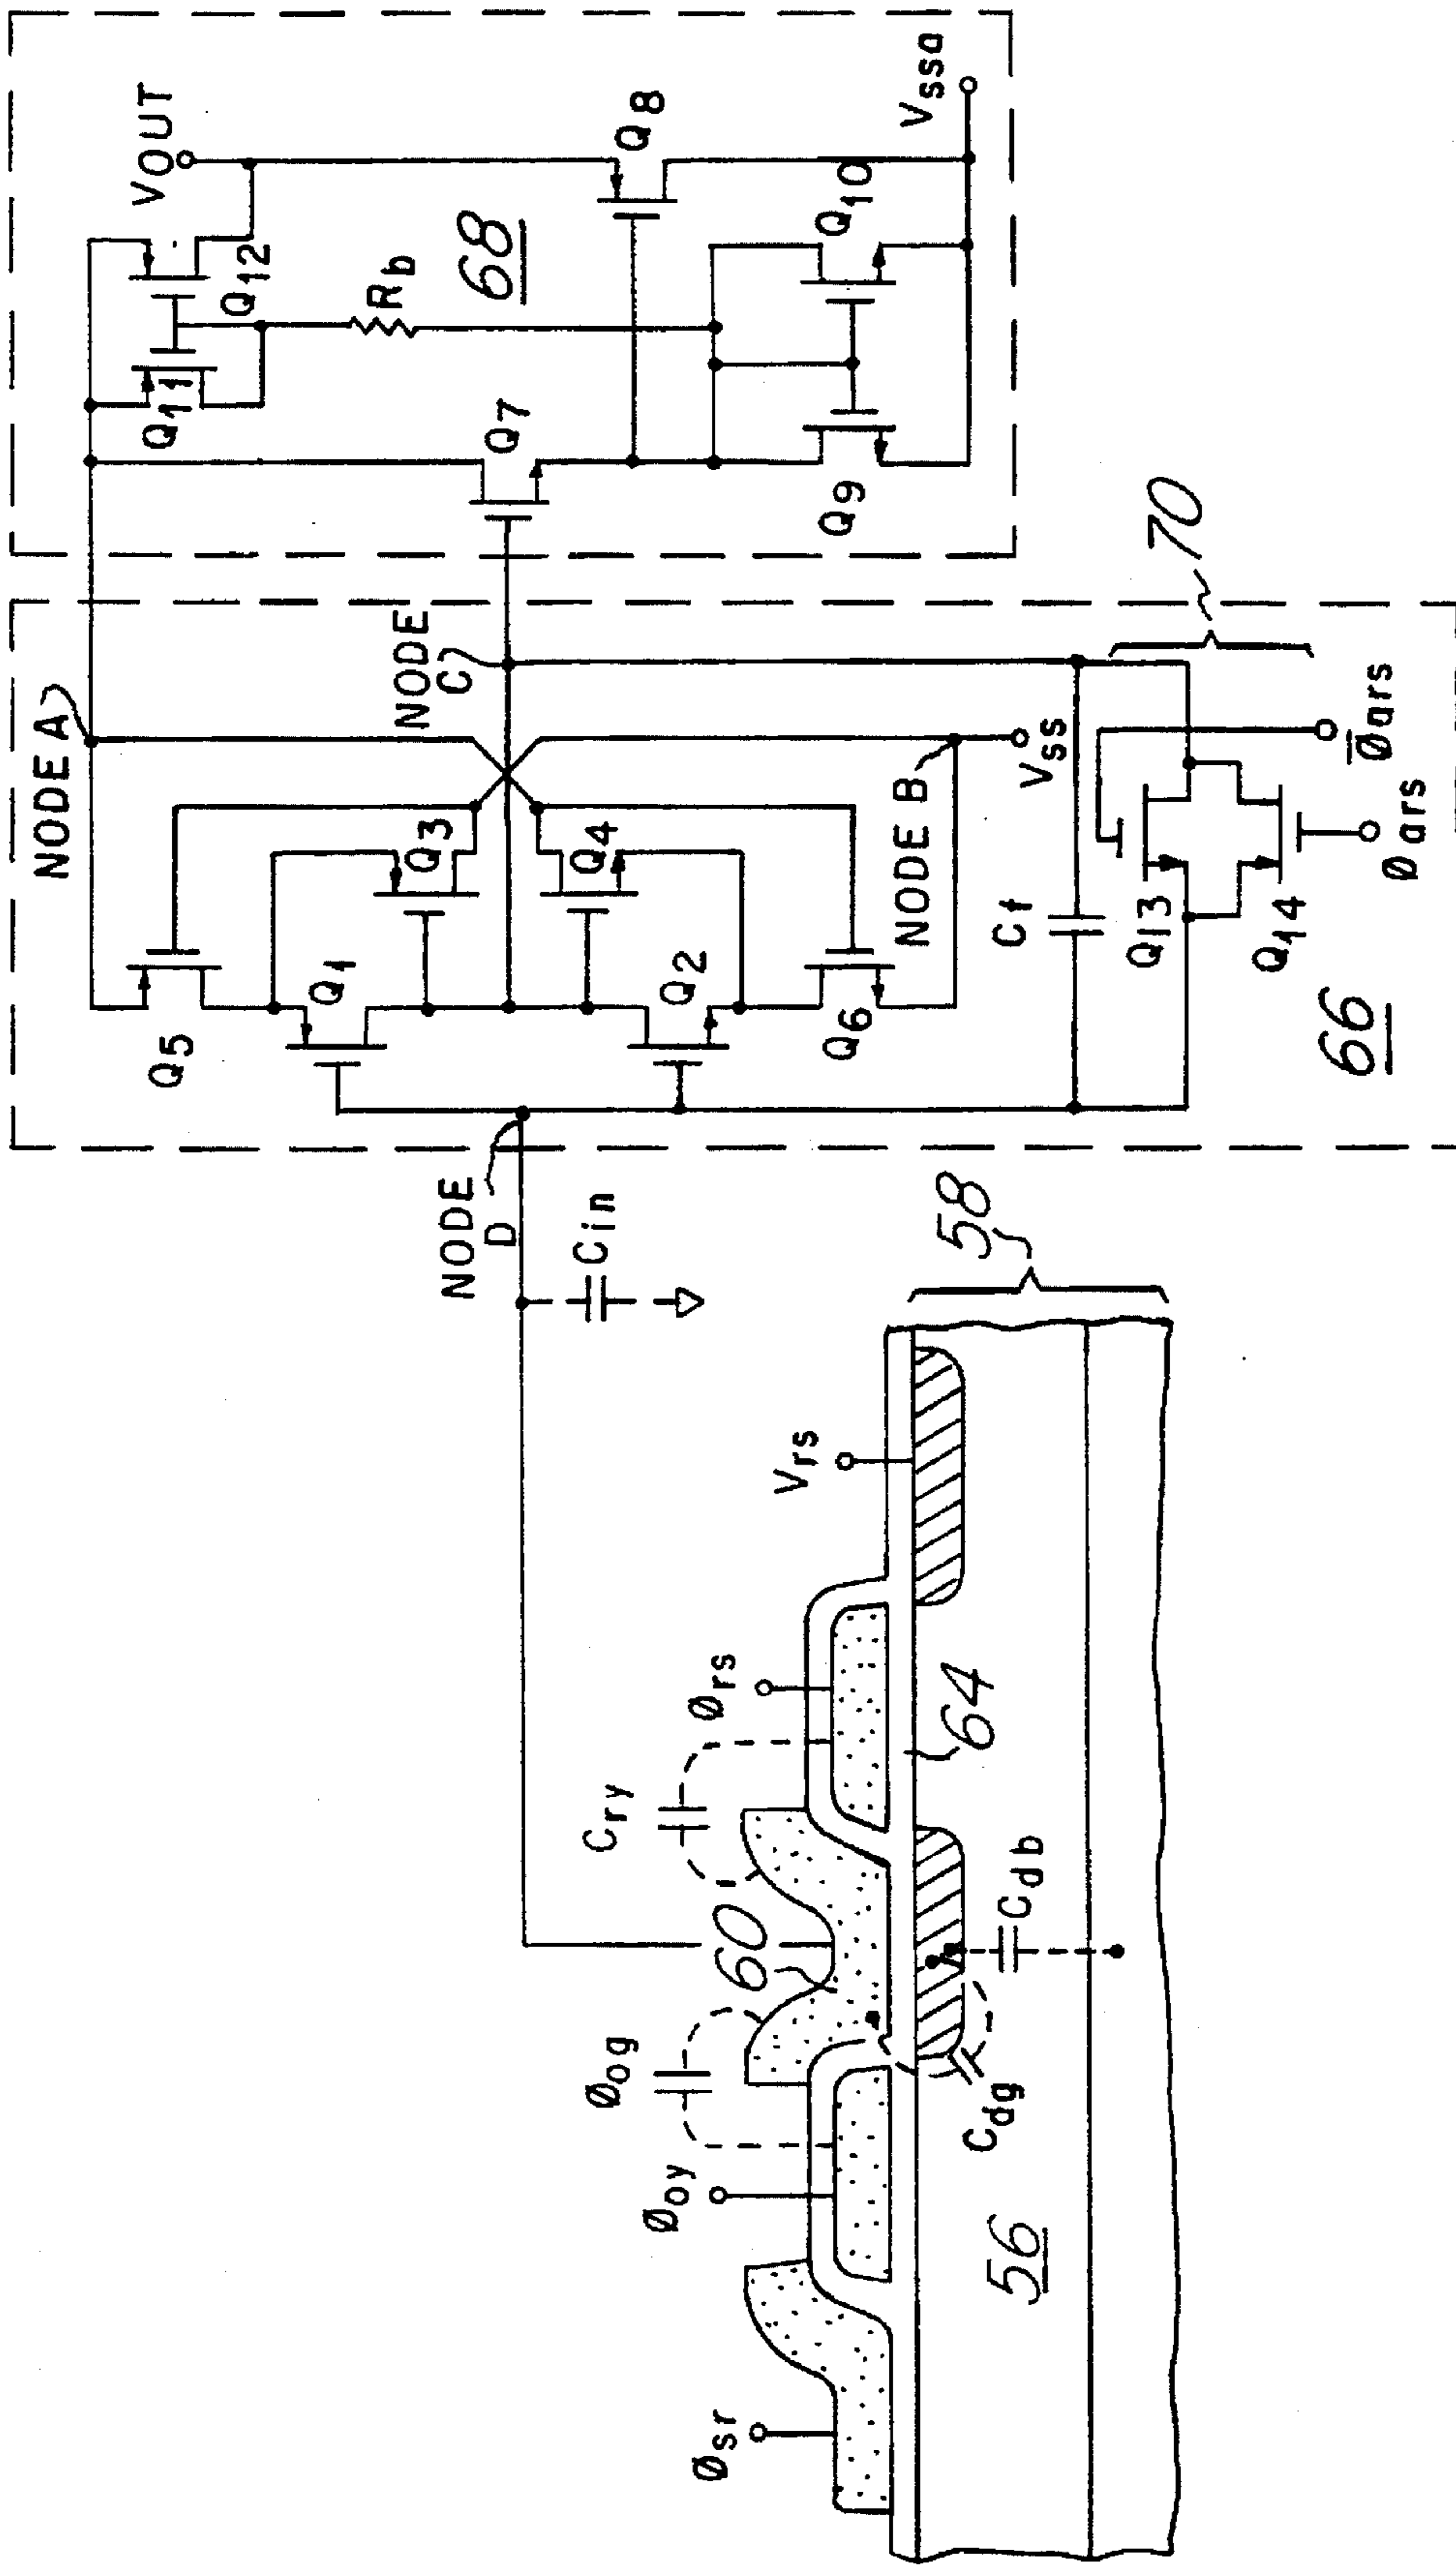 Øsr
Øoy
Øog
Cry
Ørs
Vrs
56
Cdg
Cdb
60
64
58
NODE
D
Cin
NODE A
Q5
Q1
Q3
NODE
C
Q4
Q2
Q6
NODE B
Vss
Cf
Q13
Q14
Øars
Ø̅ars
66
70
Q11
Q12
VOUT
Rb
68
Q7
Q8
Q9
Q10
Vssa